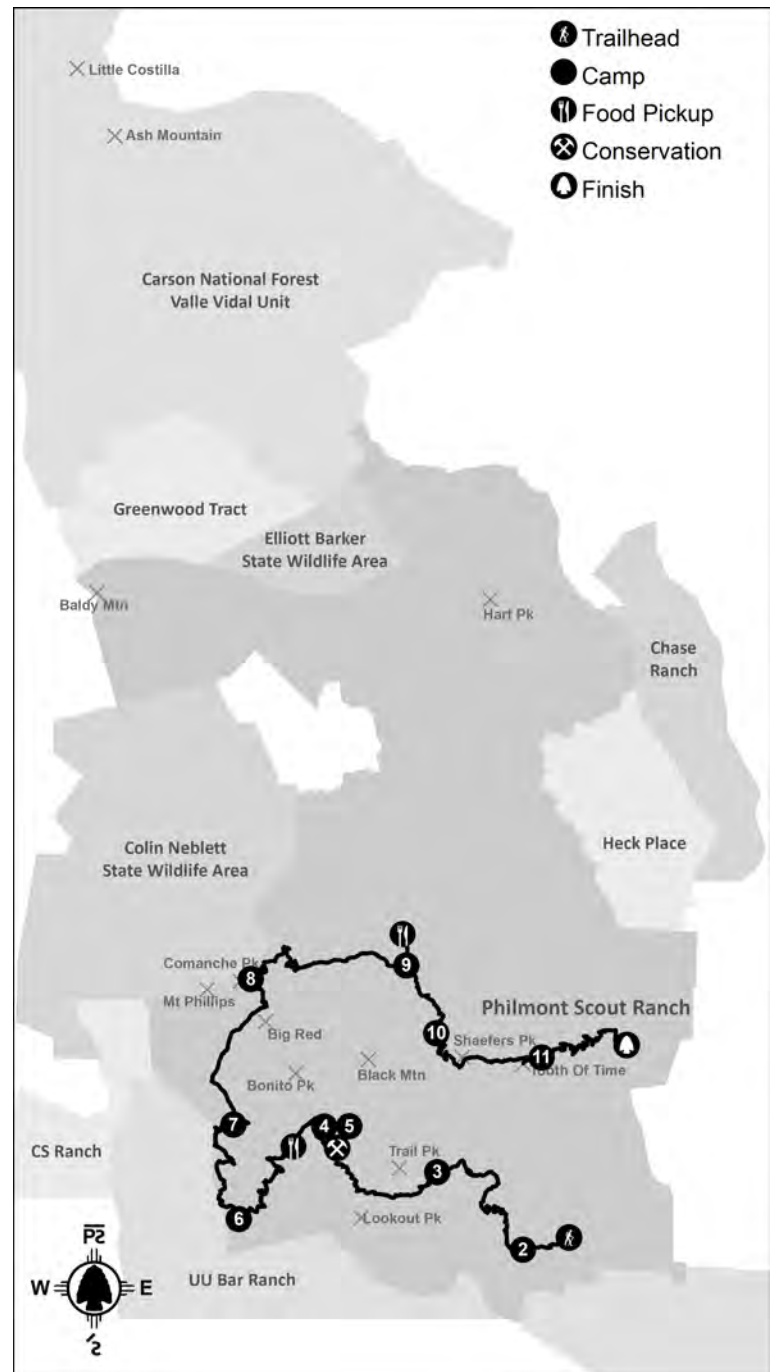 Trailhead
Camp
Food Pickup
Conservation
Finish
Little Costilla
Ash Mountain
Carson National Forest
Valle Vidal Unit
Greenwood Tract
Elliott Barker
State Wildlife Area
Baldy Mtn
Hart Pk
Chase
Ranch
Heck Place
Colin Neblett
State Wildlife Area
Comanche Pk
8
9
Mt Phillips
Philmont Scout Ranch
Big Red
10
Shaefers Pk
11
Tooth Of Time
Black Mtn
Bonito Pk
7
4
5
CS Ranch
Trail Pk
3
6
Lookout Pk
2
UU Bar Ranch
W
E